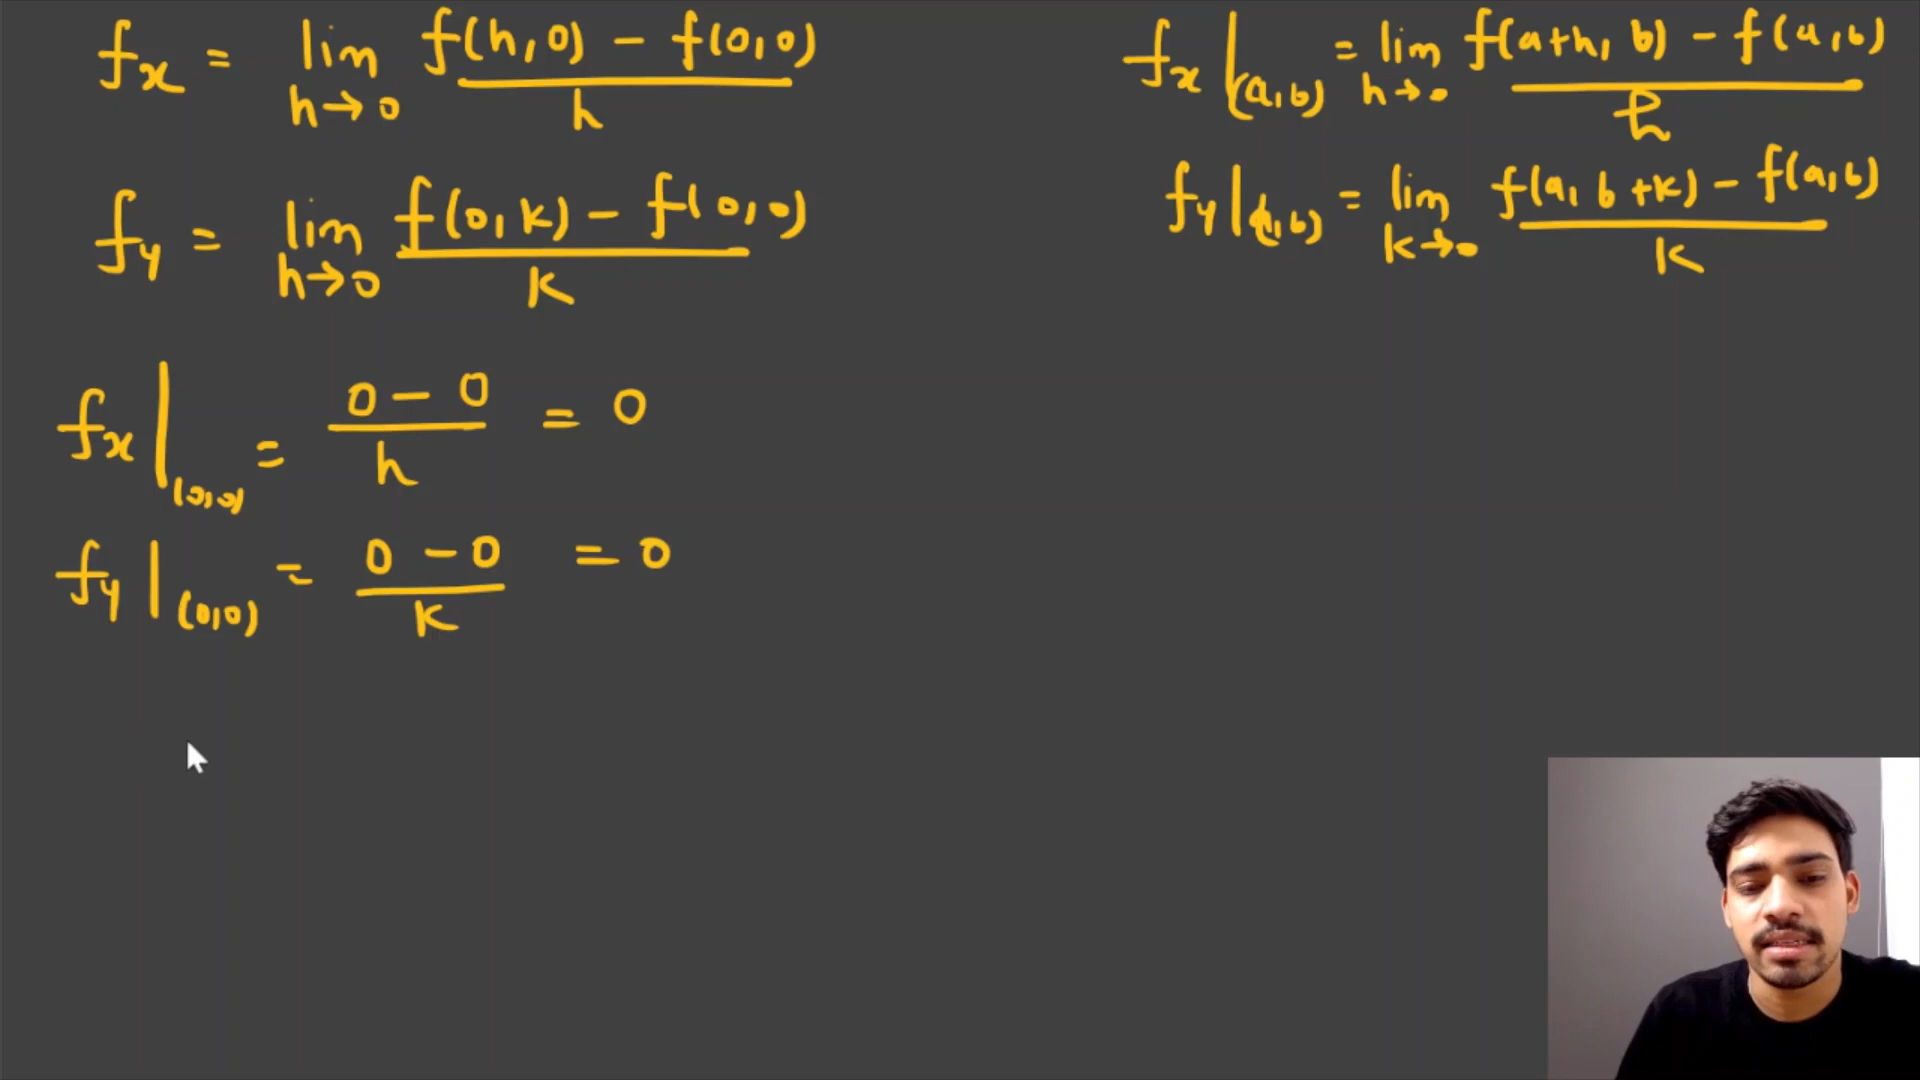 fx = lim h→0 f(h,0) − f(0,0) / h
fy = lim h→0 f(0,k) − f(0,0) / k
fx|(0,0) = 0 − 0 / h = 0
fy|(0,0) = 0 − 0 / k = 0
fx|(a,b) = lim h→0 f(a+h, b) − f(a,b) / h
fy|(a,b) = lim k→0 f(a, b+k) − f(a,b) / k